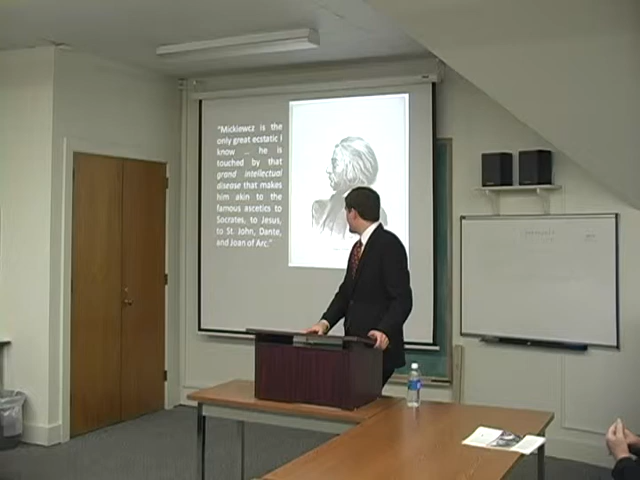 "Mickiewcz is the
only great ecstatic I
know ... he is
touched by that
grand intellectual
disease that makes
him akin to the
famous ascetics to
Socrates, to Jesus,
to St. John, Dante,
and Joan of Arc."